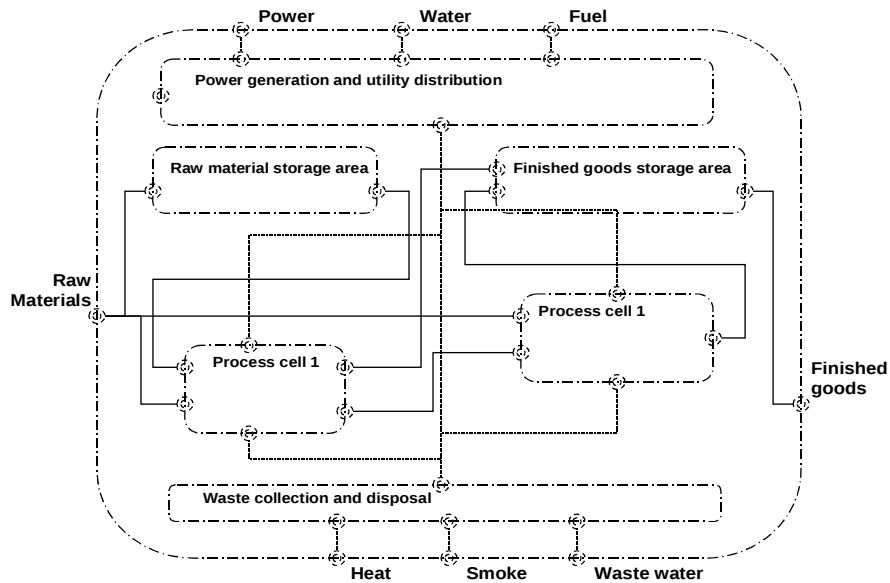 Power
Water
Fuel
Power generation and utility distribution
Raw material storage area
Finished goods storage area
Raw
Materials
Process cell 1
Process cell 1
Finished
goods
Waste collection and disposal
Heat
Smoke
Waste water